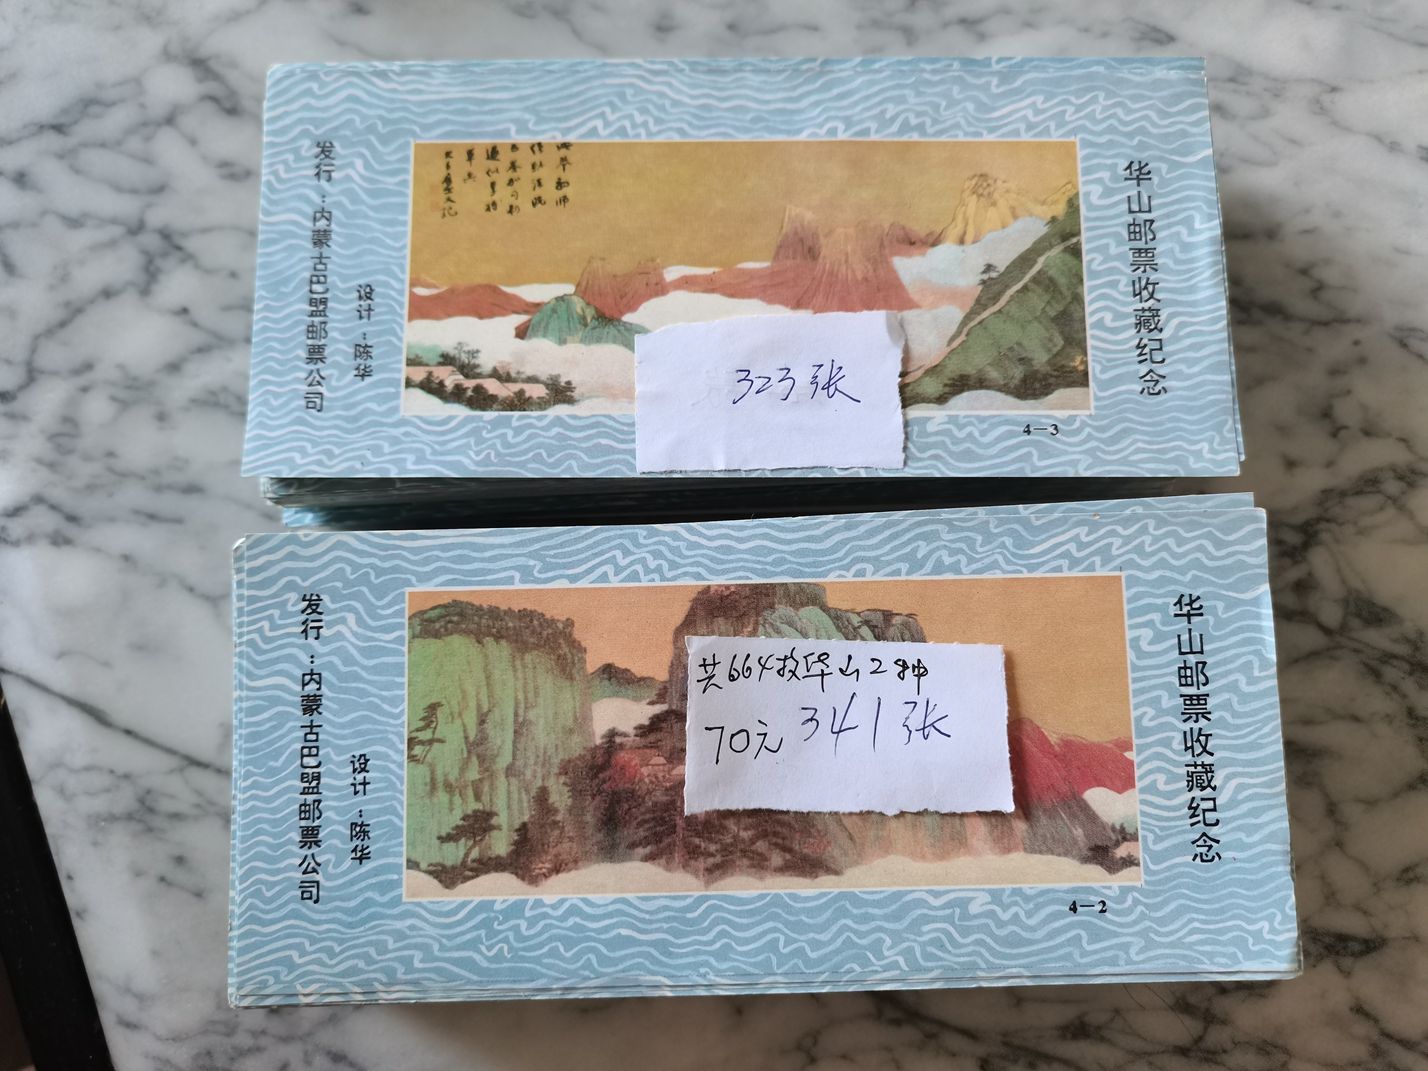 华山邮票收藏纪念
4-3
设计:陈华
发行:内蒙古巴盟邮票公司
323张
华山邮票收藏纪念
4-2
设计:陈华
发行:内蒙古巴盟邮票公司
共664枚华山2种
70元341张